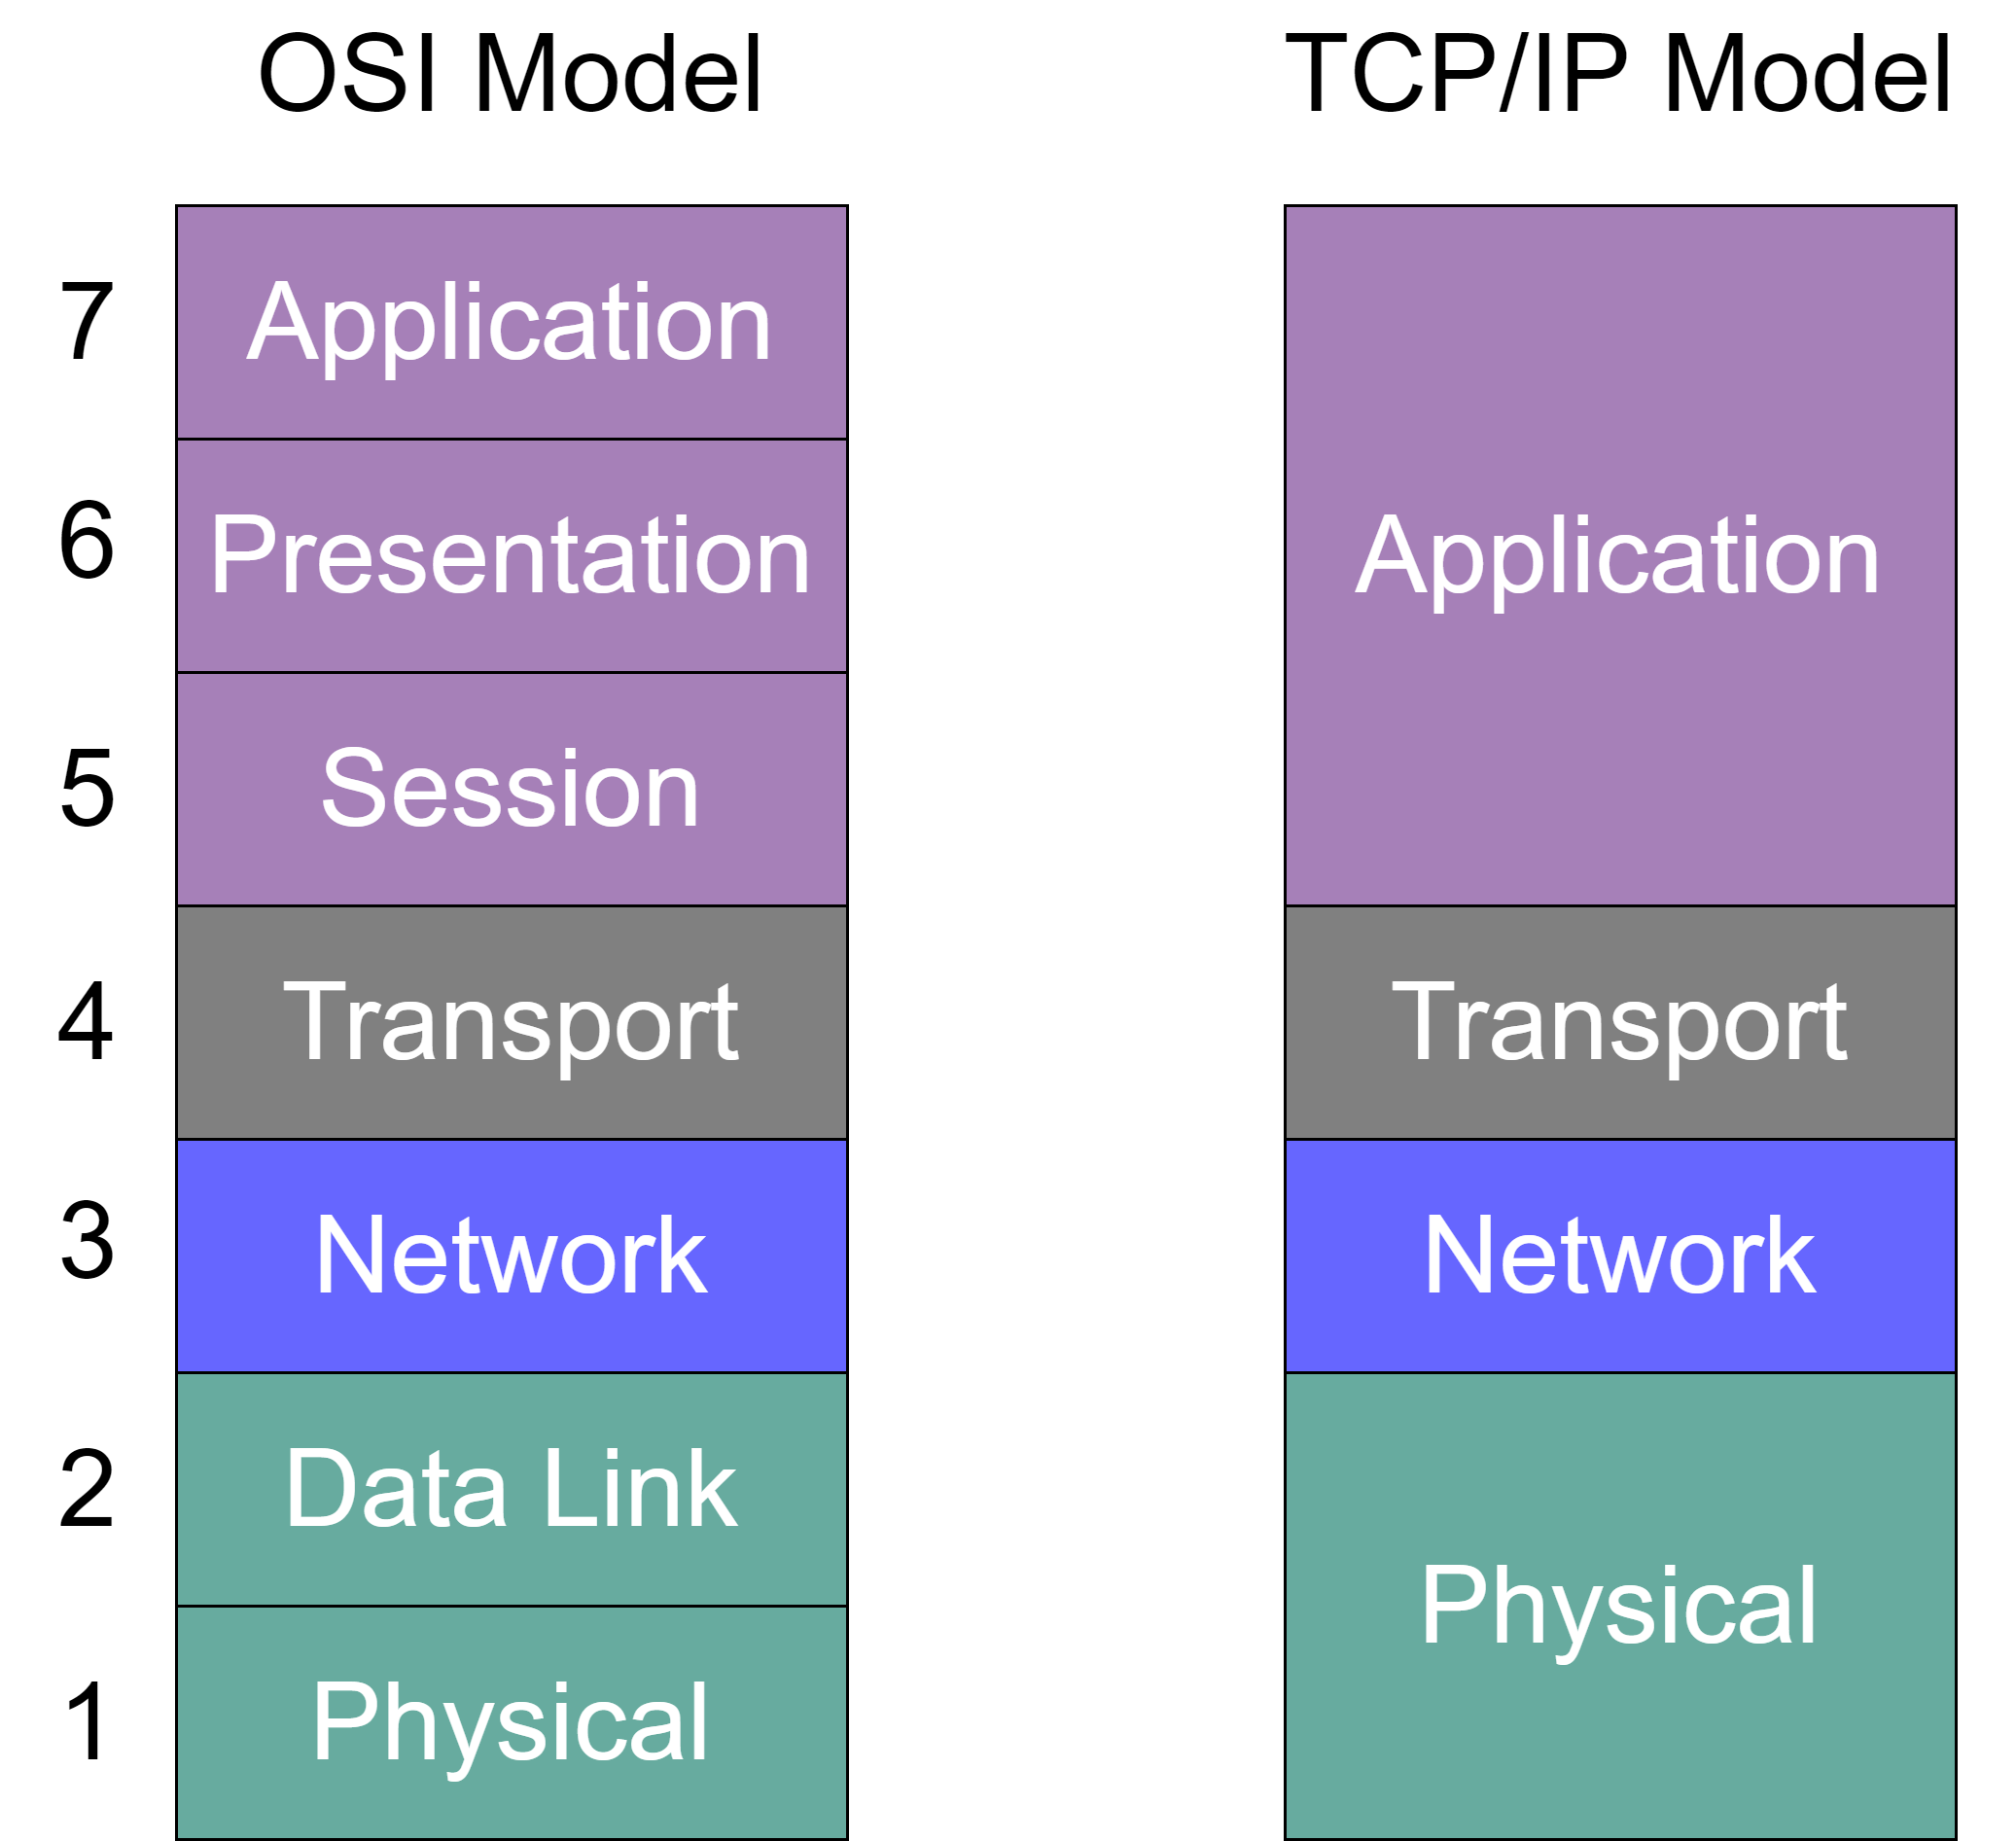 OSI Model
TCP/IP Model
7
Application
6
Presentation
5
Session
4
Transport
3
Network
2
Data Link
1
Physical
Application
Transport
Network
Physical